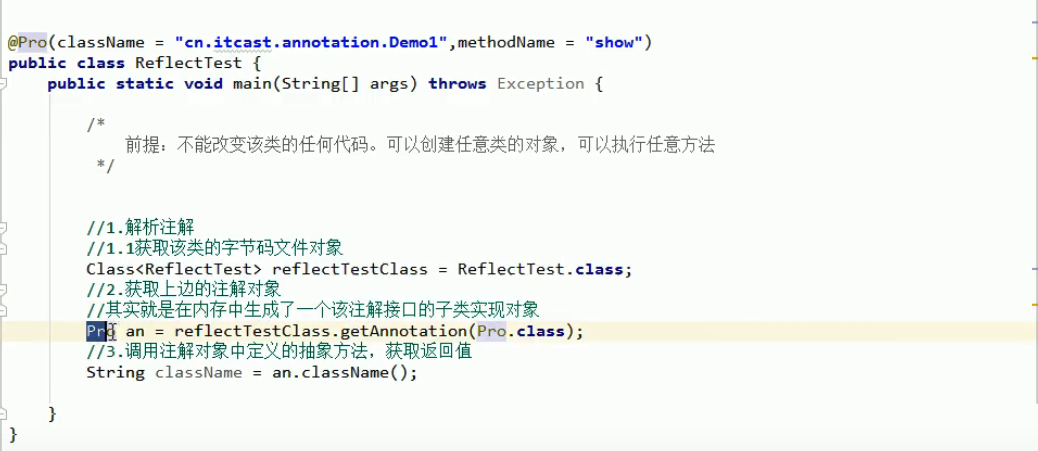 @Pro(className = "cn.itcast.annotation.Demo1",methodName = "show")
public class ReflectTest {
public static void main(String[] args) throws Exception {
/*
前提：不能改变该类的任何代码。可以创建任意类的对象，可以执行任意方法
*/
//1.解析注解
//1.1获取该类的字节码文件对象
Class<ReflectTest> reflectTestClass = ReflectTest.class;
//2.获取上边的注解对象
//其实就是在内存中生成了一个该注解接口的子类实现对象
Pro an = reflectTestClass.getAnnotation(Pro.class);
//3.调用注解对象中定义的抽象方法，获取返回值
String className = an.className();
}
}